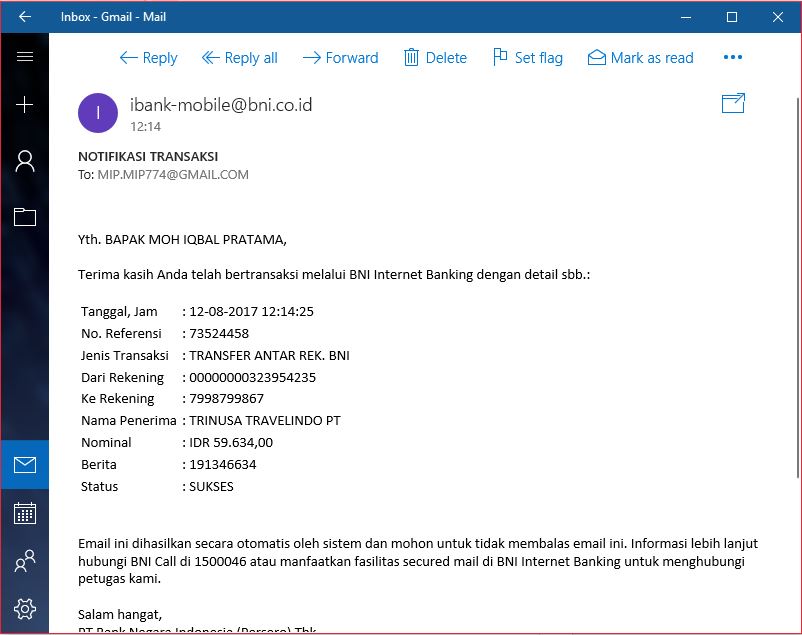 Inbox - Gmail - Mail
Reply Reply all Forward Delete Set flag Mark as read
I
ibank-mobile@bni.co.id
12:14
NOTIFIKASI TRANSAKSI
To: MIP.MIP774@GMAIL.COM
Yth. BAPAK MOH IQBAL PRATAMA,
Terima kasih Anda telah bertransaksi melalui BNI Internet Banking dengan detail sbb.:
Tanggal, Jam : 12-08-2017 12:14:25
No. Referensi : 73524458
Jenis Transaksi : TRANSFER ANTAR REK. BNI
Dari Rekening : 00000000323954235
Ke Rekening : 7998799867
Nama Penerima : TRINUSA TRAVELINDO PT
Nominal : IDR 59.634,00
Berita : 191346634
Status : SUKSES
Email ini dihasilkan secara otomatis oleh sistem dan mohon untuk tidak membalas email ini. Informasi lebih lanjut
hubungi BNI Call di 1500046 atau manfaatkan fasilitas secured mail di BNI Internet Banking untuk menghubungi
petugas kami.
Salam hangat,
PT Bank Negara Indonesia (Persero) Tbk